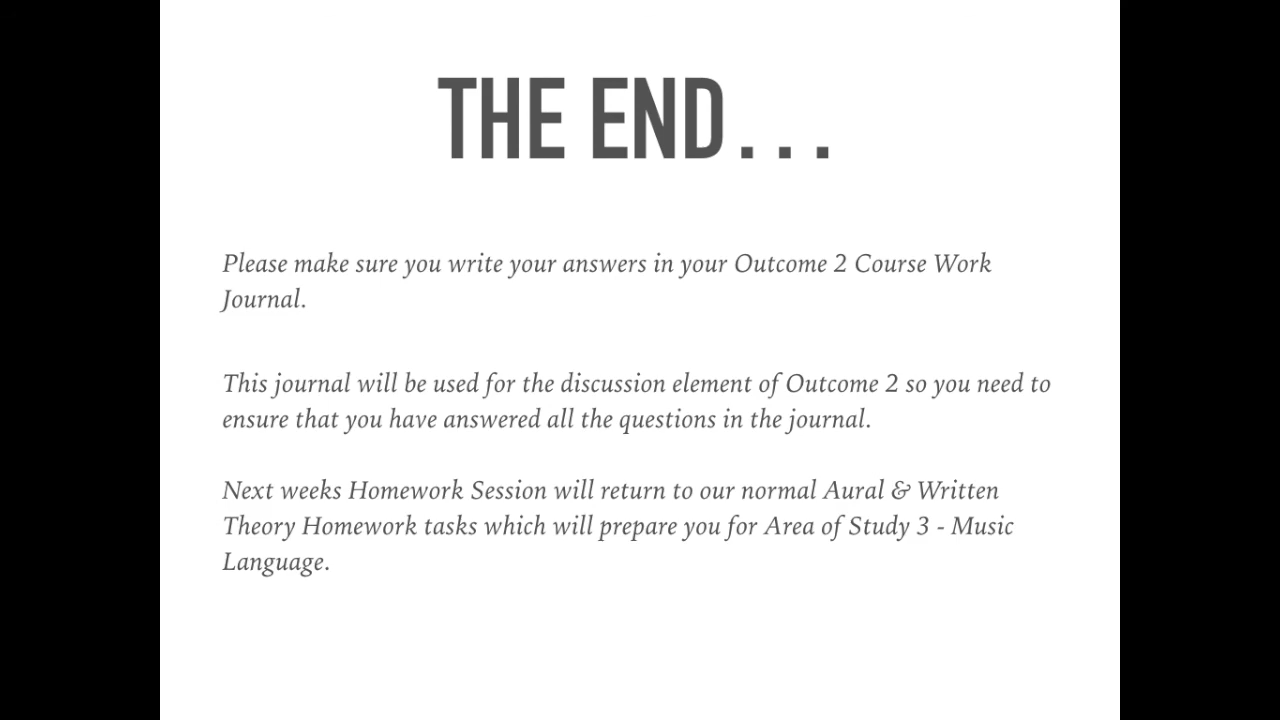 THE END...
Please make sure you write your answers in your Outcome 2 Course Work
Journal.
This journal will be used for the discussion element of Outcome 2 so you need to
ensure that you have answered all the questions in the journal.
Next weeks Homework Session will return to our normal Aural & Written
Theory Homework tasks which will prepare you for Area of Study 3 - Music
Language.